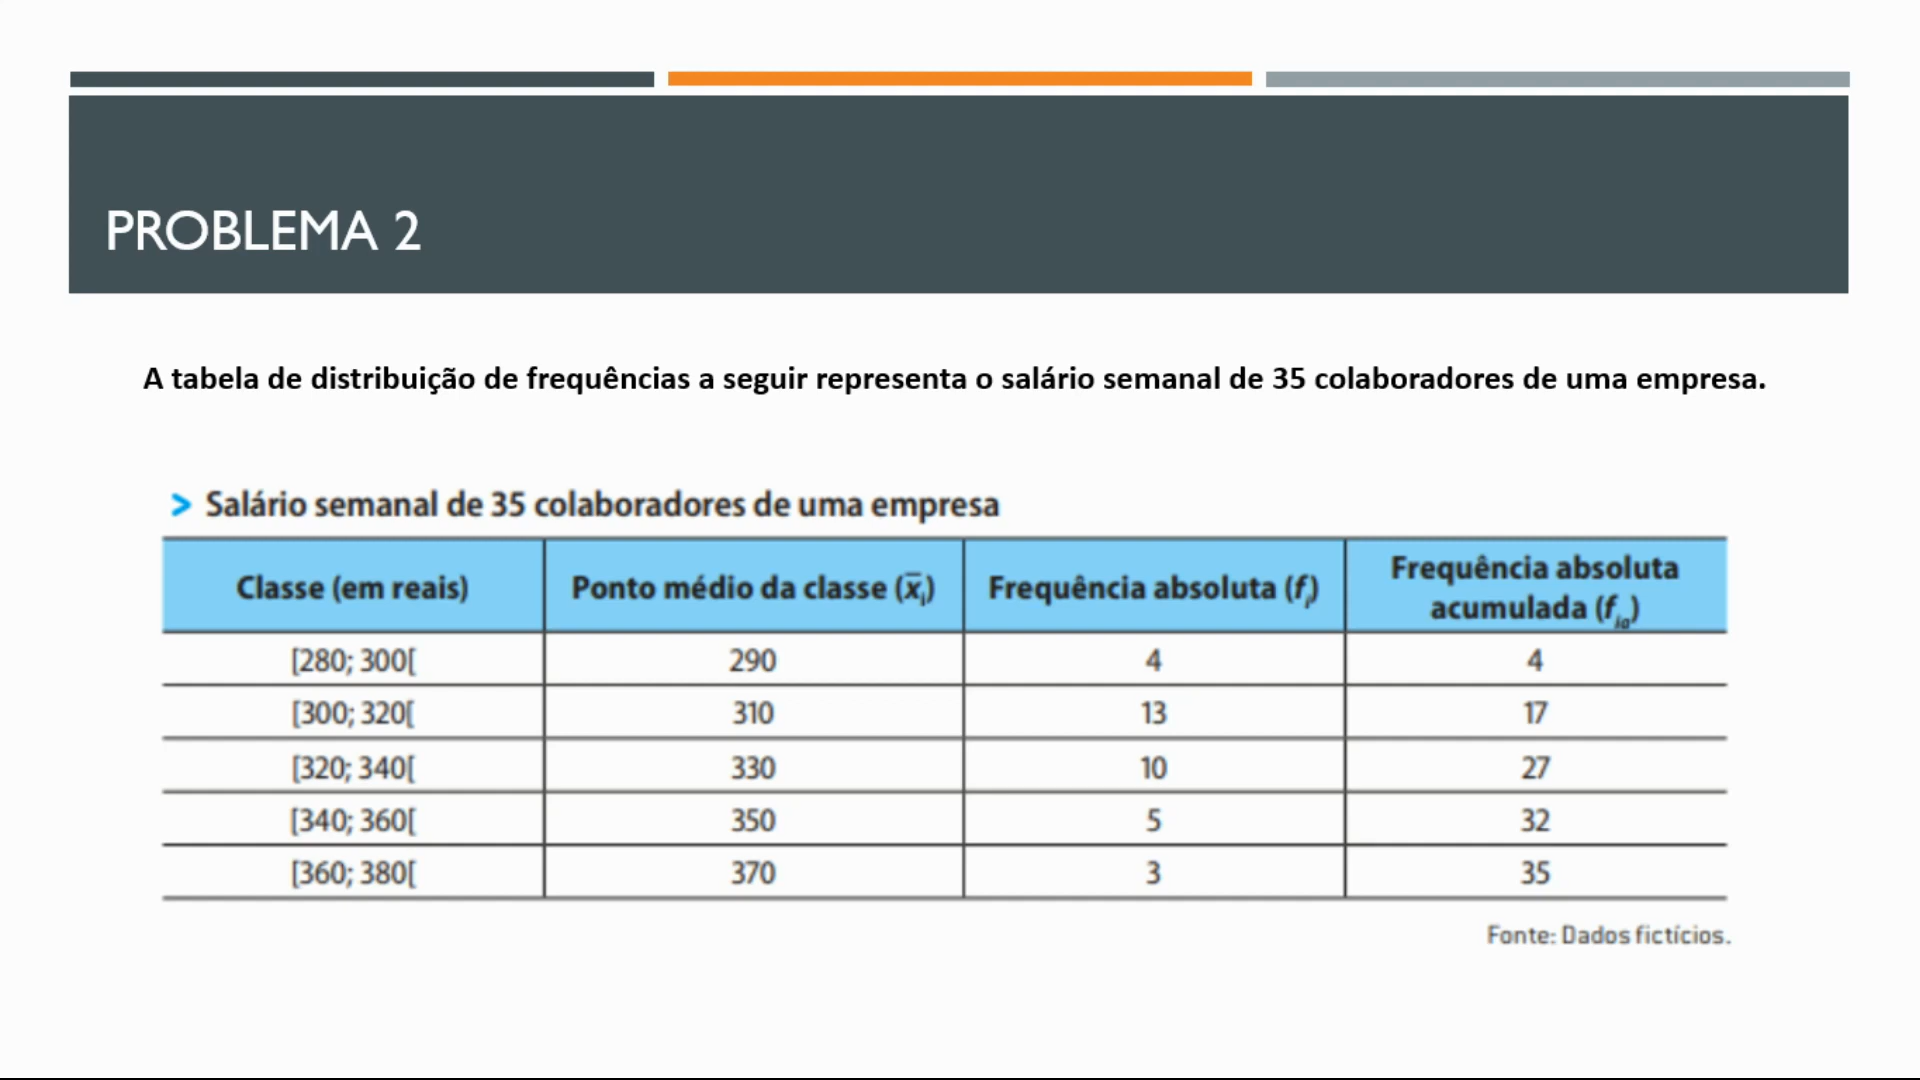 PROBLEMA 2
A tabela de distribuição de frequências a seguir representa o salário semanal de 35 colaboradores de uma empresa.
> Salário semanal de 35 colaboradores de uma empresa
Classe (em reais) Ponto médio da classe (x̅ᵢ) Frequência absoluta (fᵢ) Frequência absoluta acumulada (fᵢₐ)
[280; 300[ 290 4 4
[300; 320[ 310 13 17
[320; 340[ 330 10 27
[340; 360[ 350 5 32
[360; 380[ 370 3 35
Fonte: Dados fictícios.